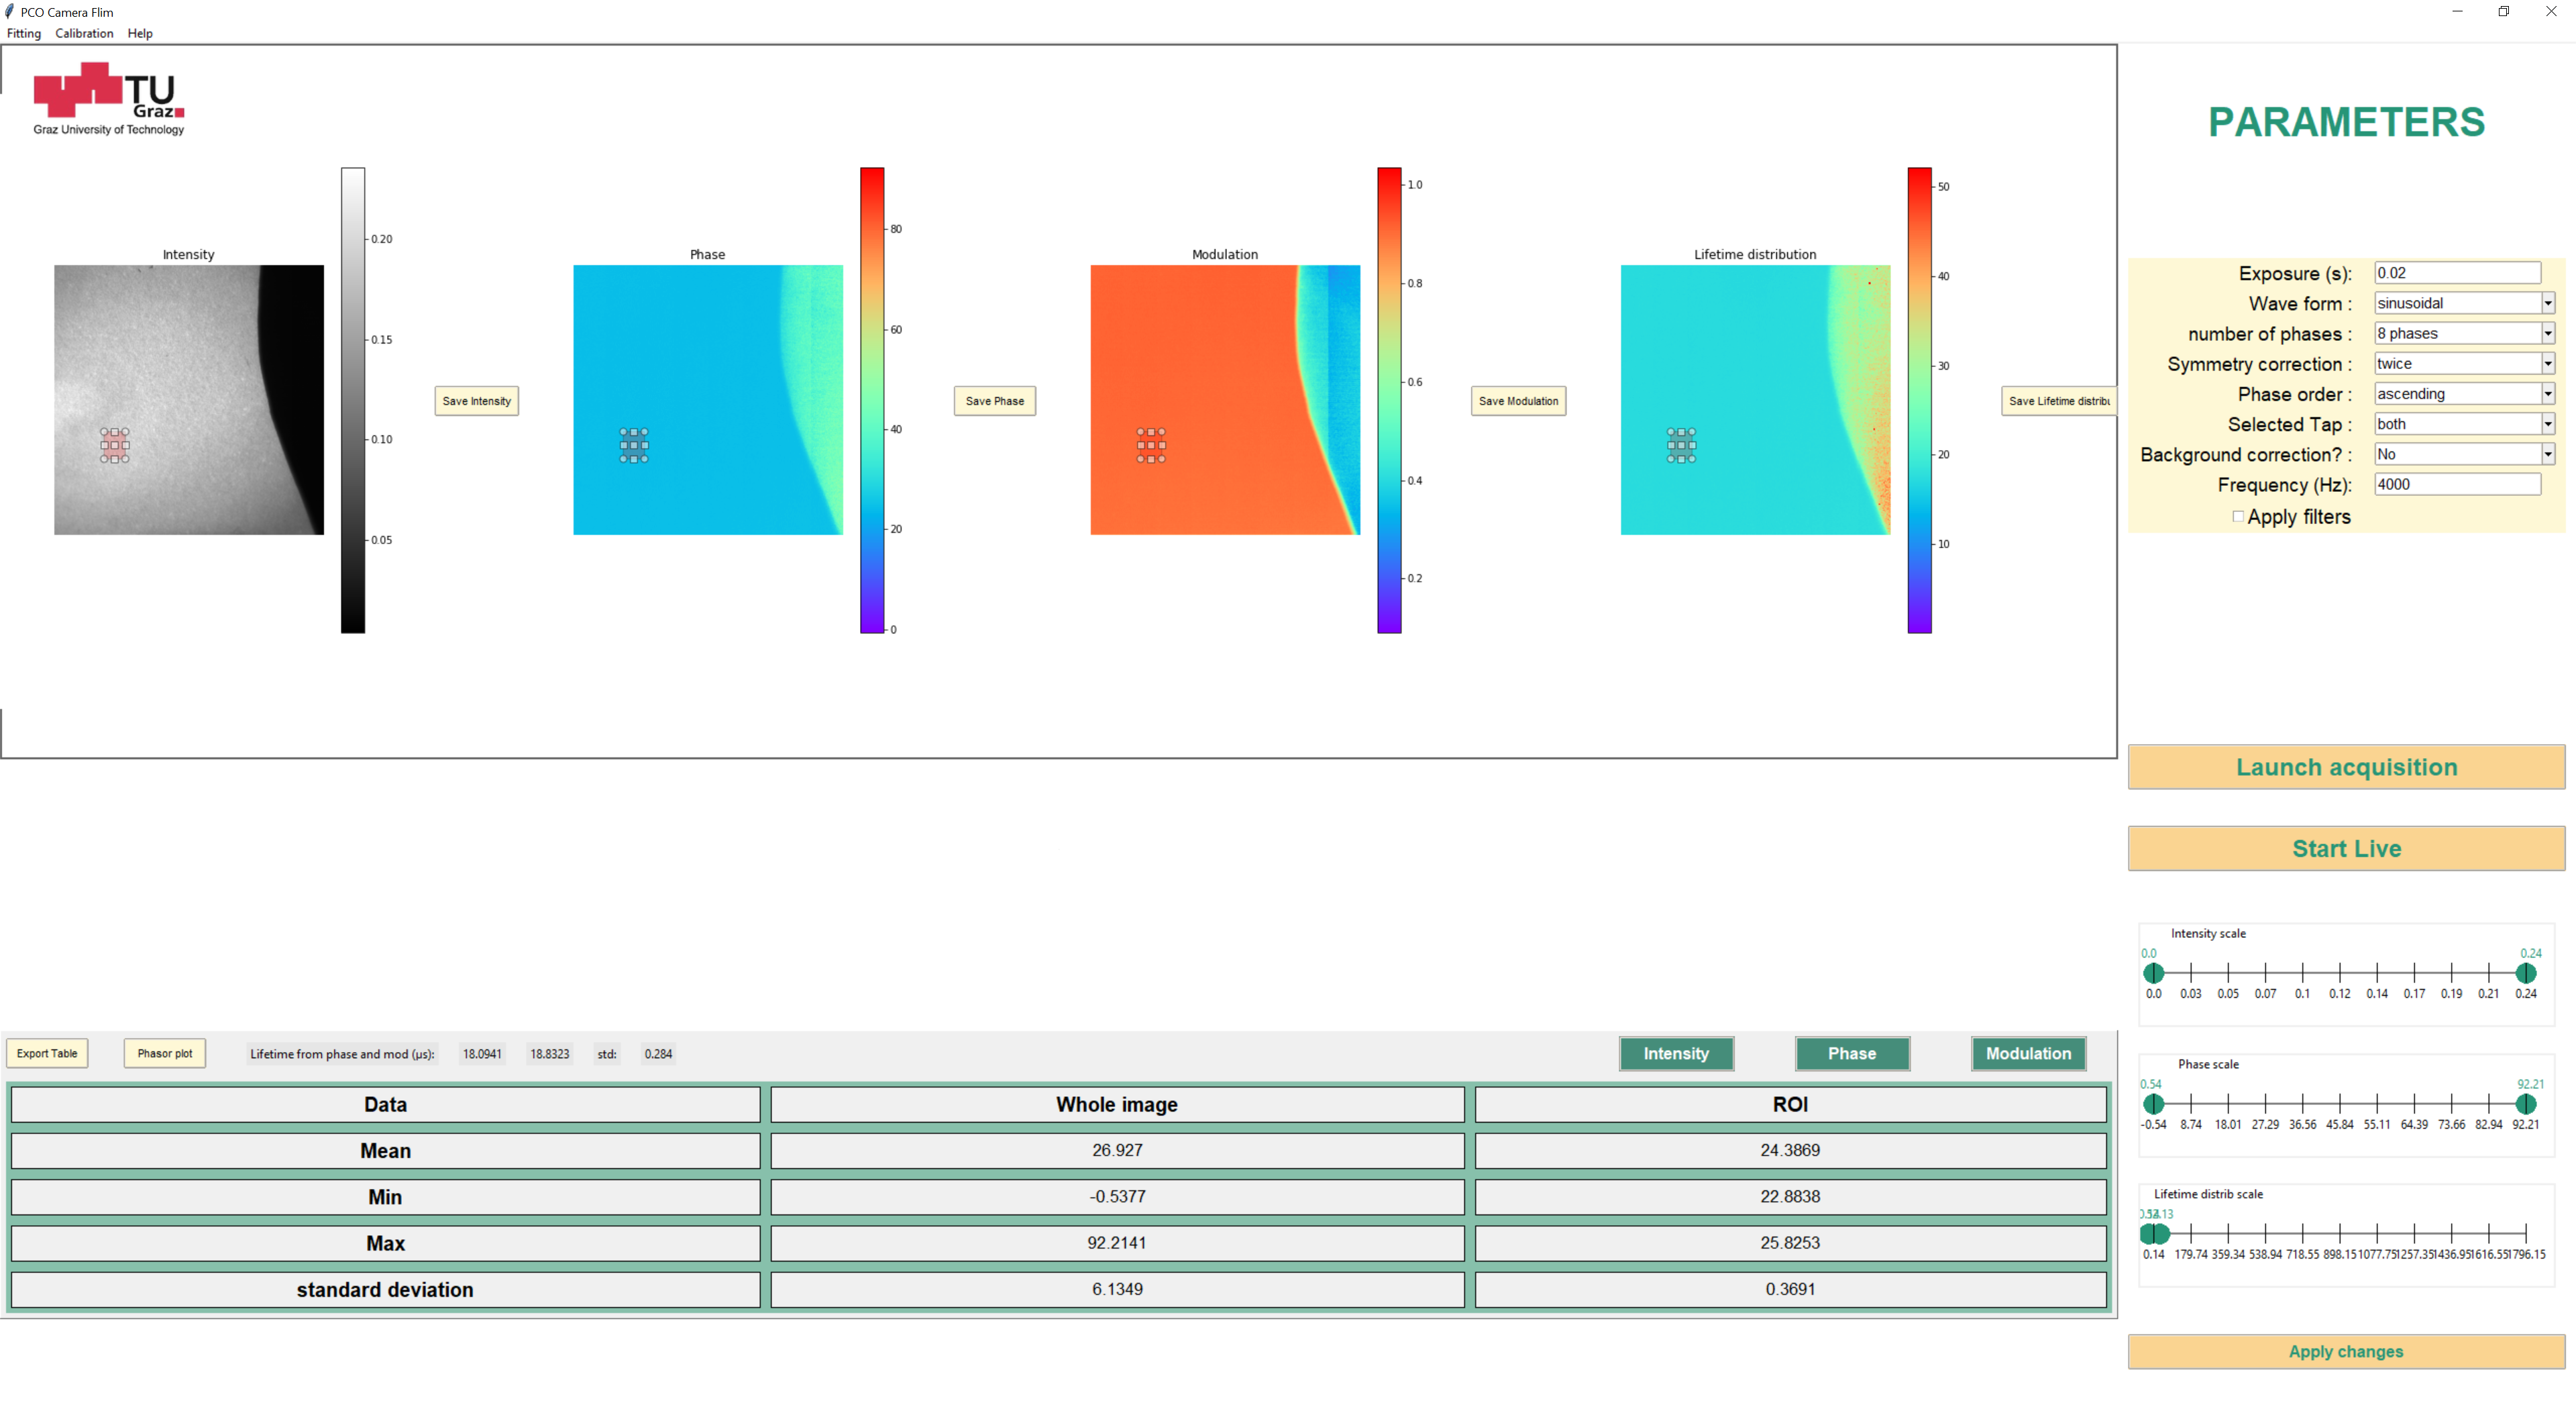 PCO Camera Flim
Fitting Calibration Help
TU
Graz
Graz University of Technology
PARAMETERS
Intensity
0.20
0.15
0.10
0.05
Save Intensity
Phase
80
60
40
20
0
Save Phase
Modulation
1.0
0.8
0.6
0.4
0.2
Save Modulation
Lifetime distribution
50
40
30
20
10
Save Lifetime distribu
Exposure (s): 0.02
Wave form : sinusoidal
number of phases : 8 phases
Symmetry correction : twice
Phase order : ascending
Selected Tap : both
Background correction? : No
Frequency (Hz): 4000
Apply filters
Launch acquisition
Start Live
Intensity scale
0.0 0.24
0.0 0.03 0.05 0.07 0.1 0.12 0.14 0.17 0.19 0.21 0.24
Phase scale
0.54 92.21
-0.54 8.74 18.01 27.29 36.56 45.84 55.11 64.39 73.66 82.94 92.21
Lifetime distrib scale
0.14 179.74 359.34 538.94 718.55 898.15 1077.75 1257.35 1436.95 1616.55 1796.15
Apply changes
Export Table Phasor plot Lifetime from phase and mod (µs): 18.0941 18.8323 std: 0.284 Intensity Phase Modulation
Data Whole image ROI
Mean 26.927 24.3869
Min -0.5377 22.8838
Max 92.2141 25.8253
standard deviation 6.1349 0.3691